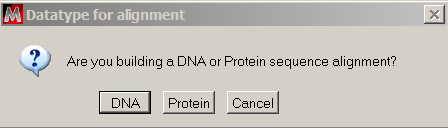 Datatype for alignment
Are you building a DNA or Protein sequence alignment?
DNA Protein Cancel